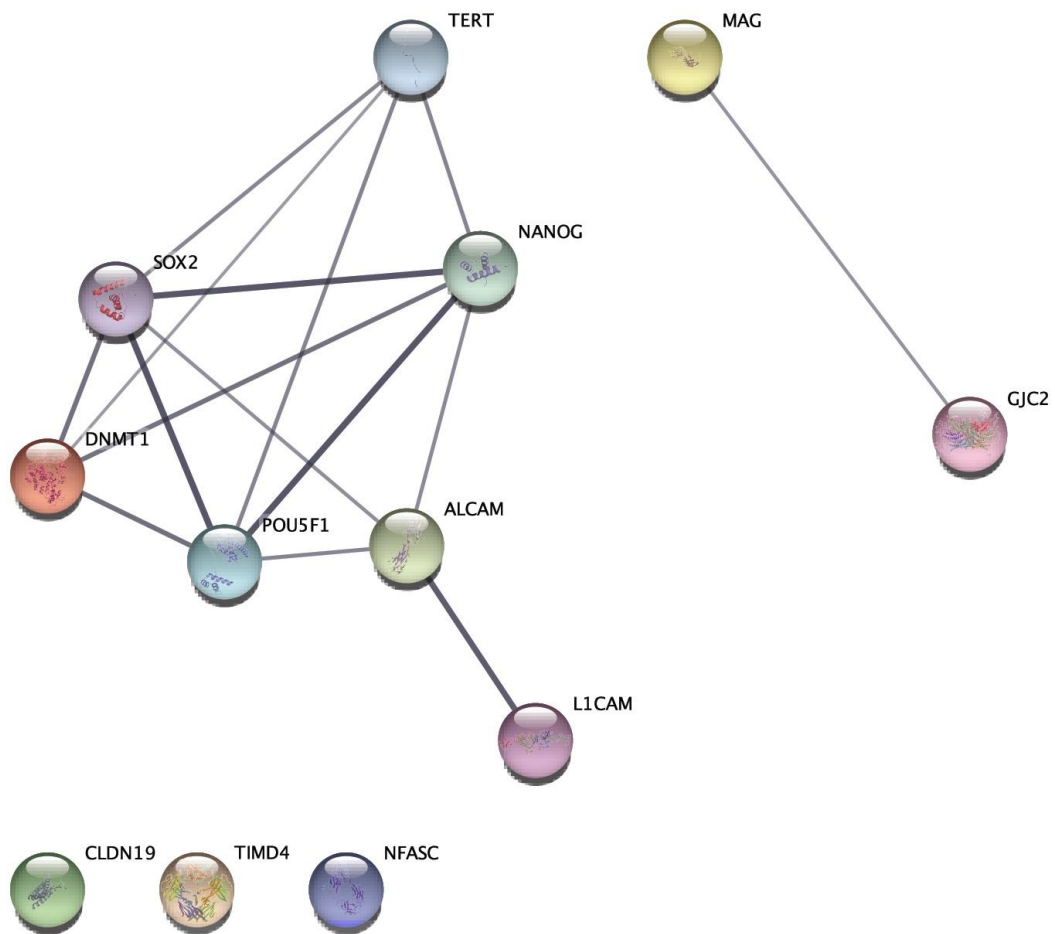 TERT
MAG
NANOG
SOX2
GJC2
DNMT1
ALCAM
POU5F1
L1CAM
CLDN19
TIMD4
NFASC